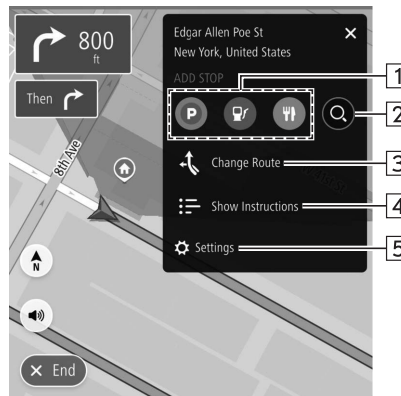 800
ft
Then
8th Ave
N
End
Edgar Allen Poe St
New York, United States
ADD STOP
P
Change Route
Show Instructions
Settings
1
2
3
4
5